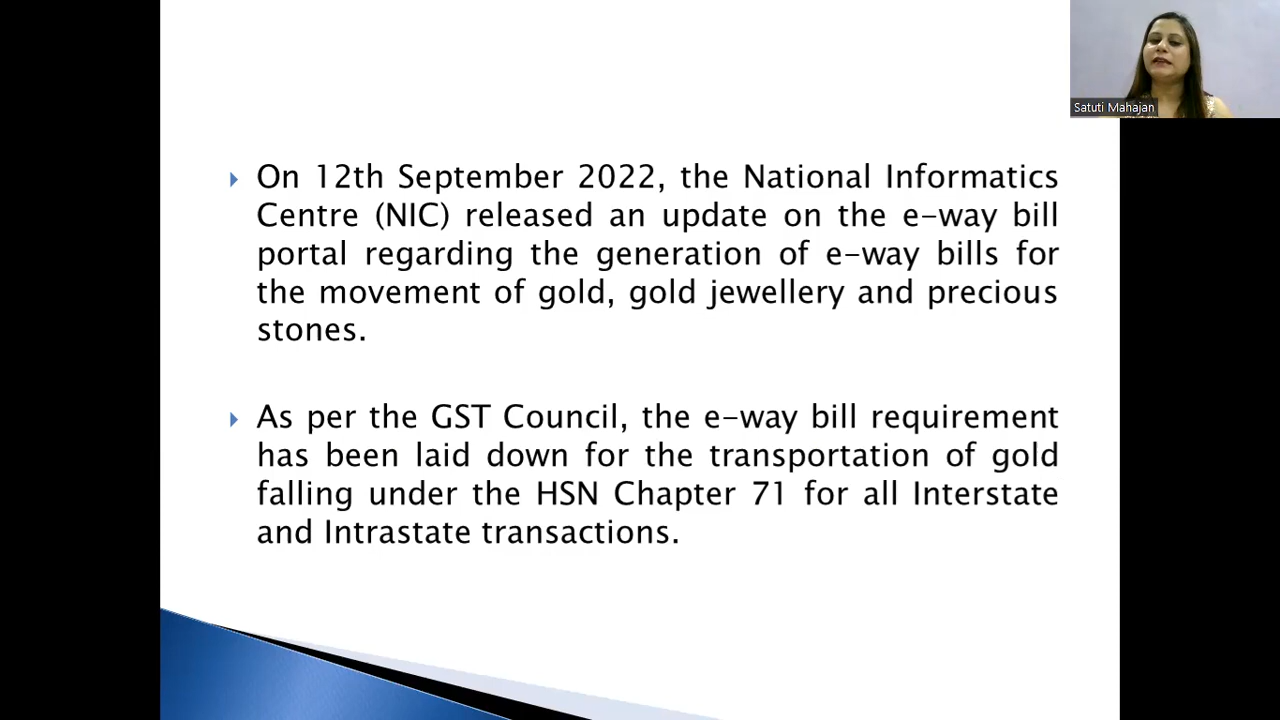 Satuti Mahajan
On 12th September 2022, the National Informatics
Centre (NIC) released an update on the e-way bill
portal regarding the generation of e-way bills for
the movement of gold, gold jewellery and precious
stones.
As per the GST Council, the e-way bill requirement
has been laid down for the transportation of gold
falling under the HSN Chapter 71 for all Interstate
and Intrastate transactions.